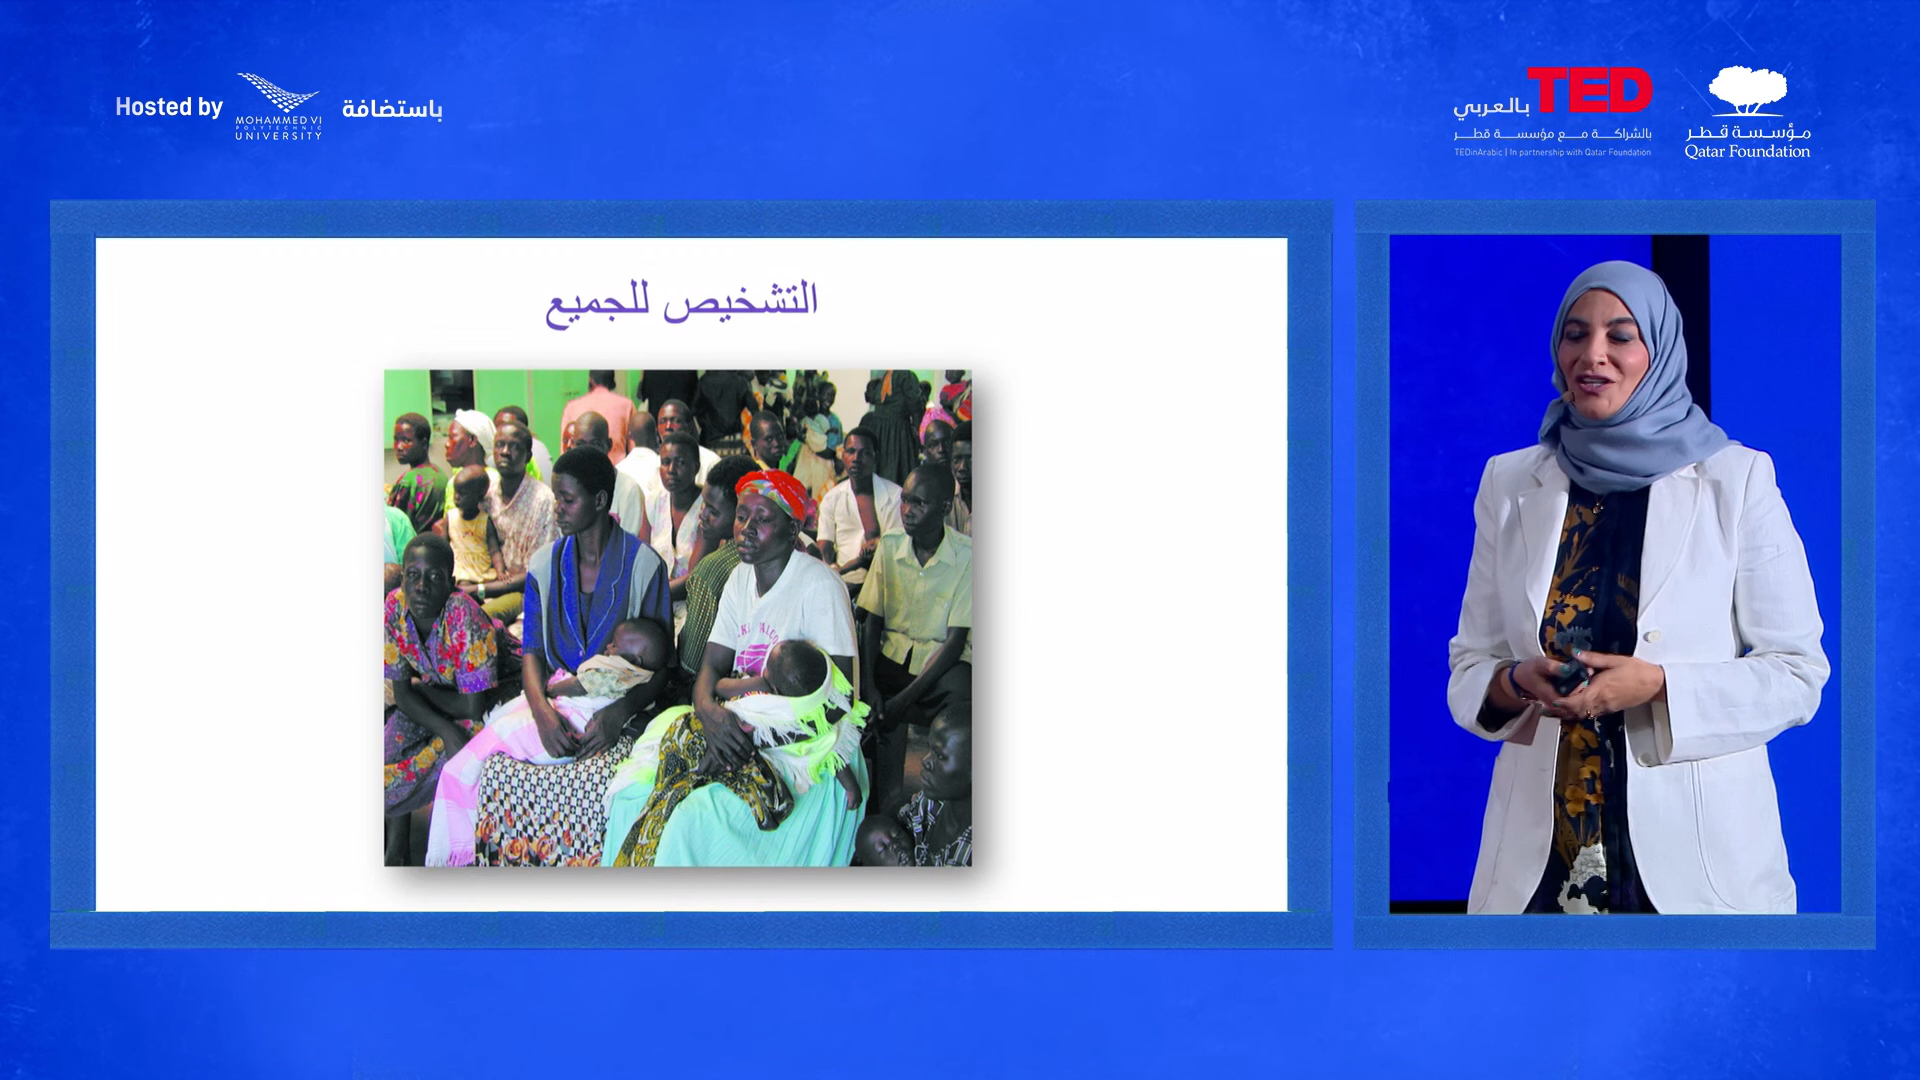 Hosted by
MOHAMMED VI
POLYTECHNIC
UNIVERSITY
باستضافة
TED بالعربي
بالشراكة مع مؤسسة قطر
TEDinArabic | In partnership with Qatar Foundation
مؤسسة قطر
Qatar Foundation
التشخيص للجميع